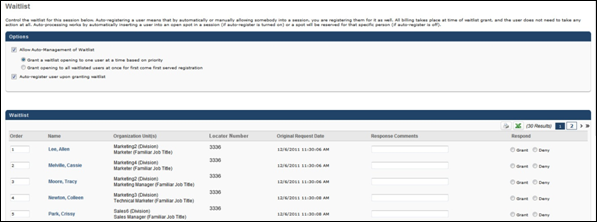 Waitlist
Control the waitlist for this session below. Auto-registering a user means that by automatically or manually allowing somebody into a session, you are registering them for it as well. All billing takes place at time of waitlist grant, and the user does not need to take any
action at all. Auto-processing works by automatically inserting a user into an open spot in a session (if auto-register is turned on) or a spot will be reserved for that specific person (if auto-register is off).
Options
Allow Auto-Management of Waitlist
Grant a waitlist opening to one user at a time based on priority
Grant opening to all waitlisted users at once for first come first served registration
Auto-register user upon granting waitlist
Waitlist
(30 Results) 1 2
Order Name Organization Unit(s) Locator Number Original Request Date Response Comments Respond
1 Lee, Allen Marketing2 (Division) 3336 12/6/2011 11:30:06 AM Grant Deny
Marketer (Familiar Job Title)
2 Melville, Cassie Marketing4 (Division) 3336 12/6/2011 11:30:06 AM Grant Deny
Marketer (Familiar Job Title)
3 Moore, Tracy Marketing2 (Division) 3336 12/6/2011 11:30:06 AM Grant Deny
Marketing Manager (Familiar Job Title)
4 Newton, Colleen Marketing3 (Division) 3336 12/6/2011 11:30:06 AM Grant Deny
Technical Marketer (Familiar Job Title)
5 Park, Crissy Sales6 (Division) 3336 12/6/2011 11:30:08 AM Grant Deny
Sales Manager (Familiar Job Title)